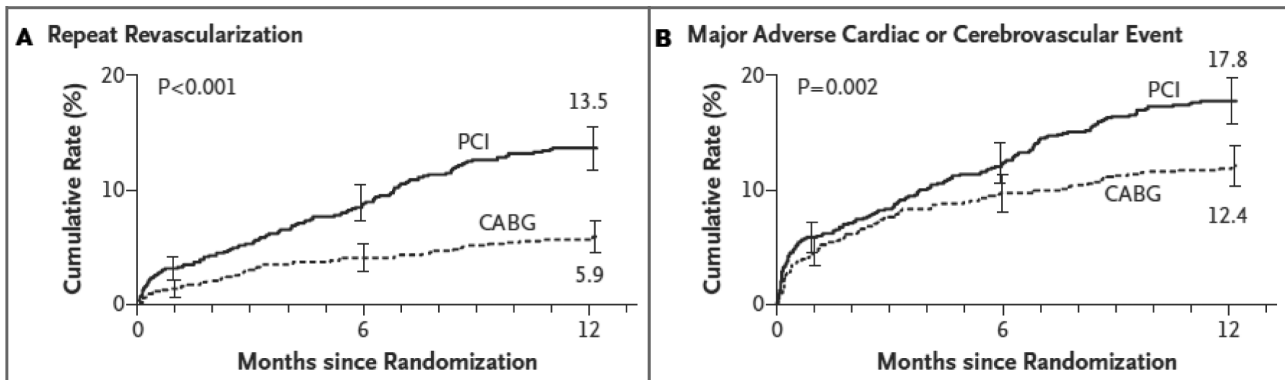 A Repeat Revascularization
20
P<0.001
13.5
PCI
10
CABG
5.9
0
0
6
12
Cumulative Rate (%)
Months since Randomization
B Major Adverse Cardiac or Cerebrovascular Event
17.8
20
P=0.002
PCI
10
CABG
12.4
0
0
6
12
Cumulative Rate (%)
Months since Randomization